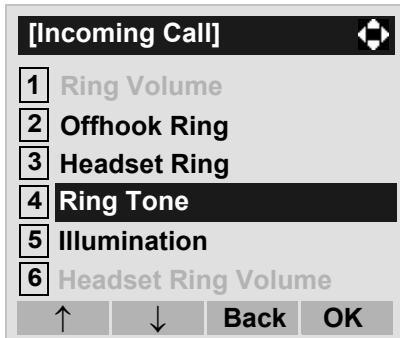 [Incoming Call]
1 Ring Volume
2 Offhook Ring
3 Headset Ring
4 Ring Tone
5 Illumination
6 Headset Ring Volume
↑ ↓ Back OK